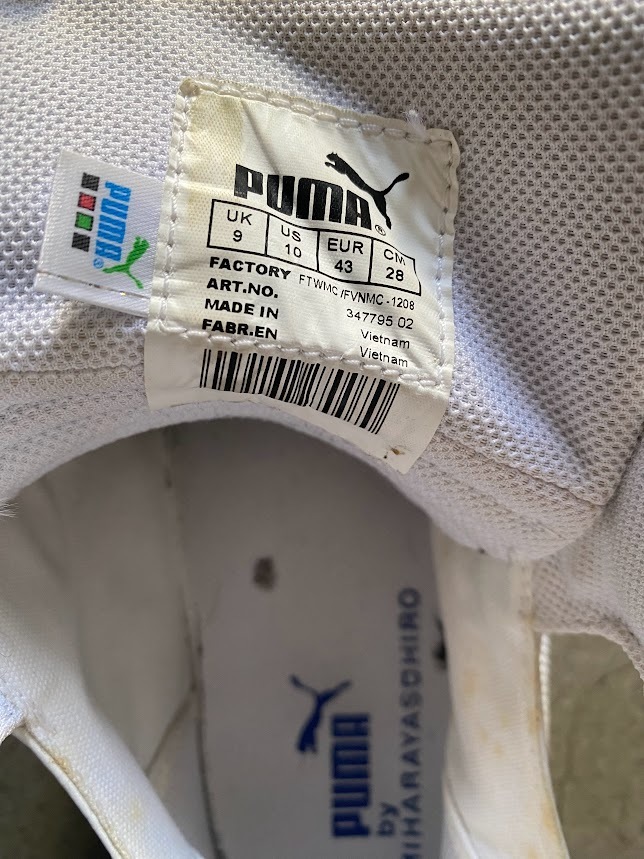 PUMA®
UK US EUR CM
9 10 43 28
FACTORY FTWMC/FVNMC-1208
ART.NO. 347795 02
MADE IN Vietnam
FABR.EN Vietnam
PUMA®
PUMA
by
MIHARAYASUHIRO